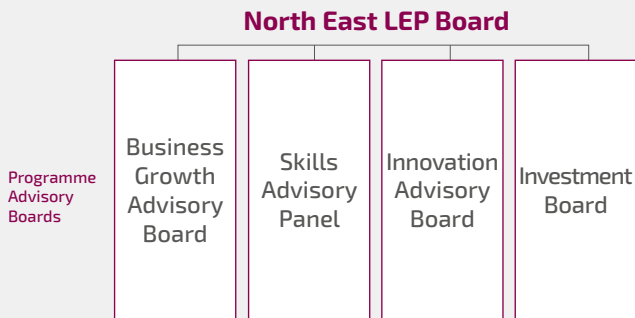 North East LEP Board
Programme
Advisory
Boards
Business
Growth
Advisory
Board
Skills
Advisory
Panel
Innovation
Advisory
Board
Investment
Board